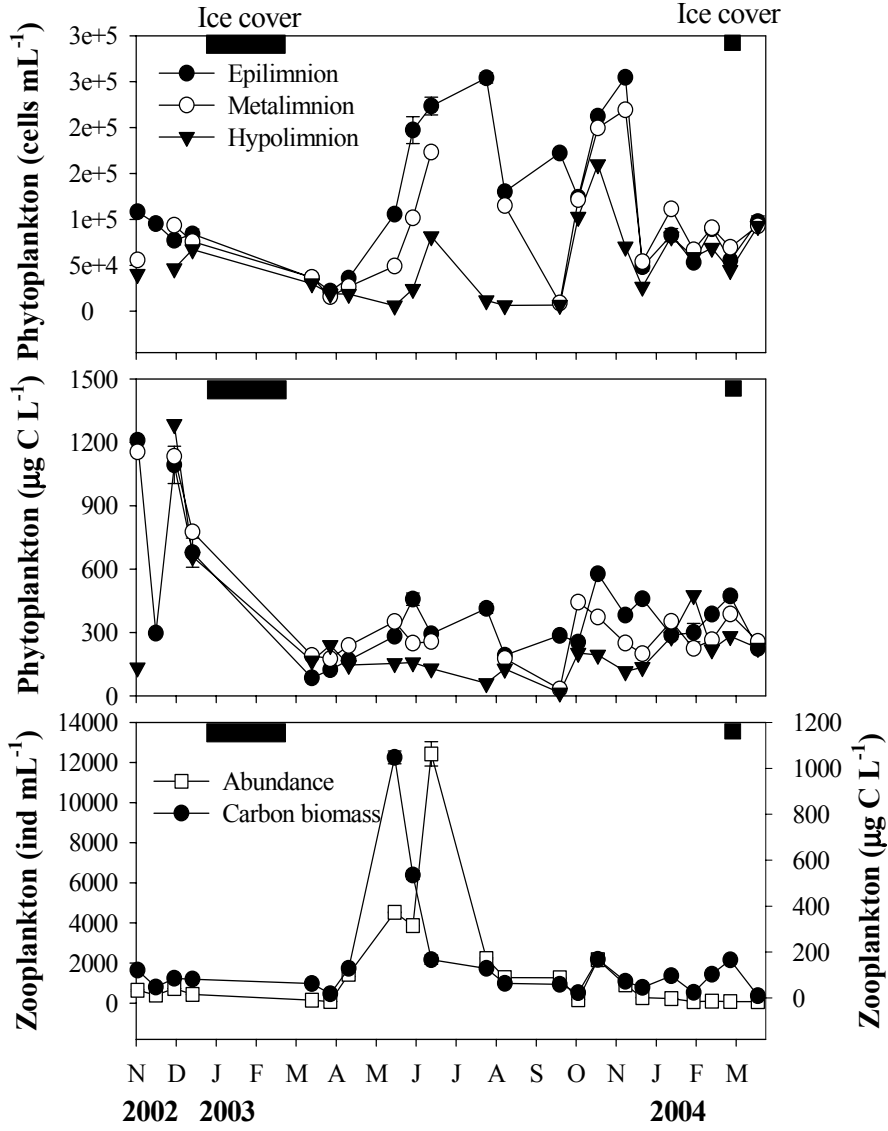 Ice cover
Ice cover
Phytoplankton (cells mL⁻¹)
3e+5
3e+5
2e+5
2e+5
1e+5
5e+4
0
Epilimnion
Metalimnion
Hypolimnion
Phytoplankton (µg C L⁻¹)
1500
1200
900
600
300
0
Zooplankton (ind mL⁻¹)
14000
12000
10000
8000
6000
4000
2000
0
Abundance
Carbon biomass
1200
1000
800
600
400
200
0
Zooplankton (µg C L⁻¹)
N D J F M A M J J A S O N J J M
2002 2003 2004